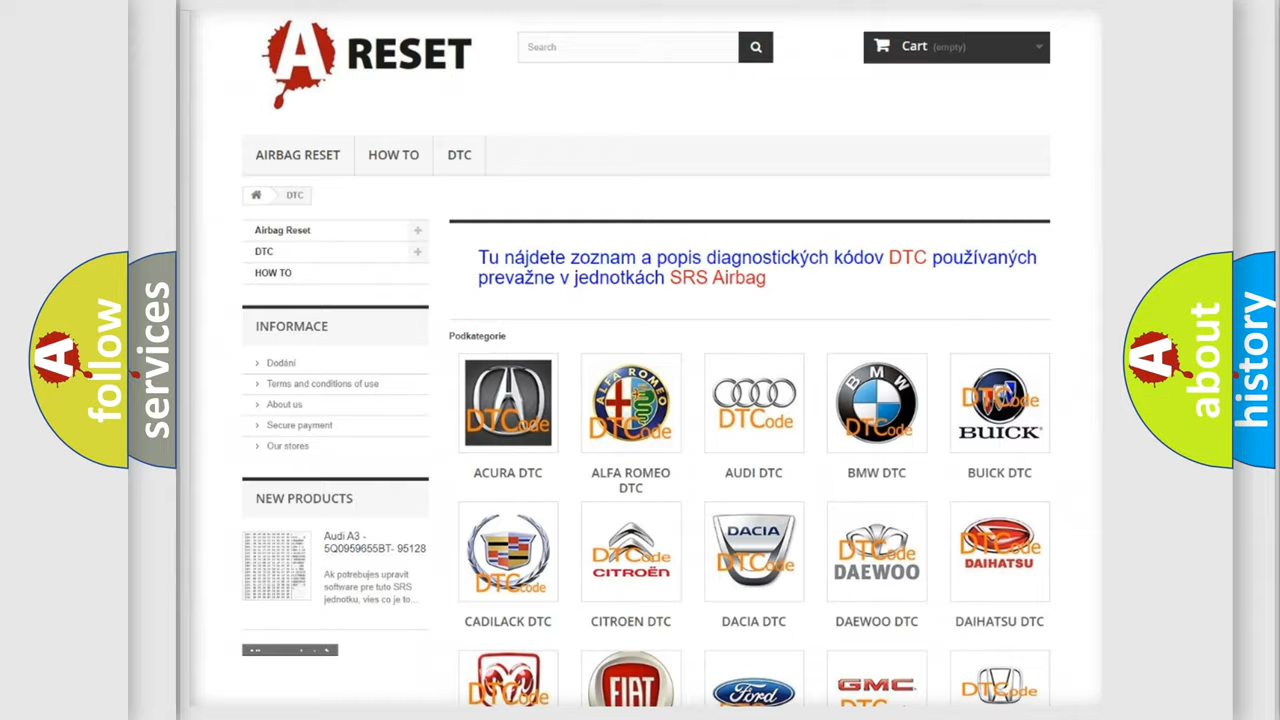 A RESET
Search
Cart (empty)
AIRBAG RESET
HOW TO
DTC
DTC
Airbag Reset
DTC
HOW TO
INFORMACE
Dodání
Terms and conditions of use
About us
Secure payment
Our stores
NEW PRODUCTS
Audi A3 -
5Q0959655BT- 95128
Ak potrebujes upravit
software pre tuto SRS
jednotku, vies co je to...
Tu nájdete zoznam a popis diagnostických kódov DTC používaných
prevažne v jednotkách SRS Airbag
Podkategorie
DTCode
ALFA ROMEO
DTCode
DTCode
BMW
DTCode
DTCode
BUICK
ACURA DTC
ALFA ROMEO
DTC
AUDI DTC
BMW DTC
BUICK DTC
DTCode
DTCode
CITROËN
DACIA
DTCode
DTCode
DAEWOO
DTCode
DAIHATSU
CADILACK DTC
CITROEN DTC
DACIA DTC
DAEWOO DTC
DAIHATSU DTC
DTCode
FIAT
Ford
GMC
DTCode
A follow
services
A about
history